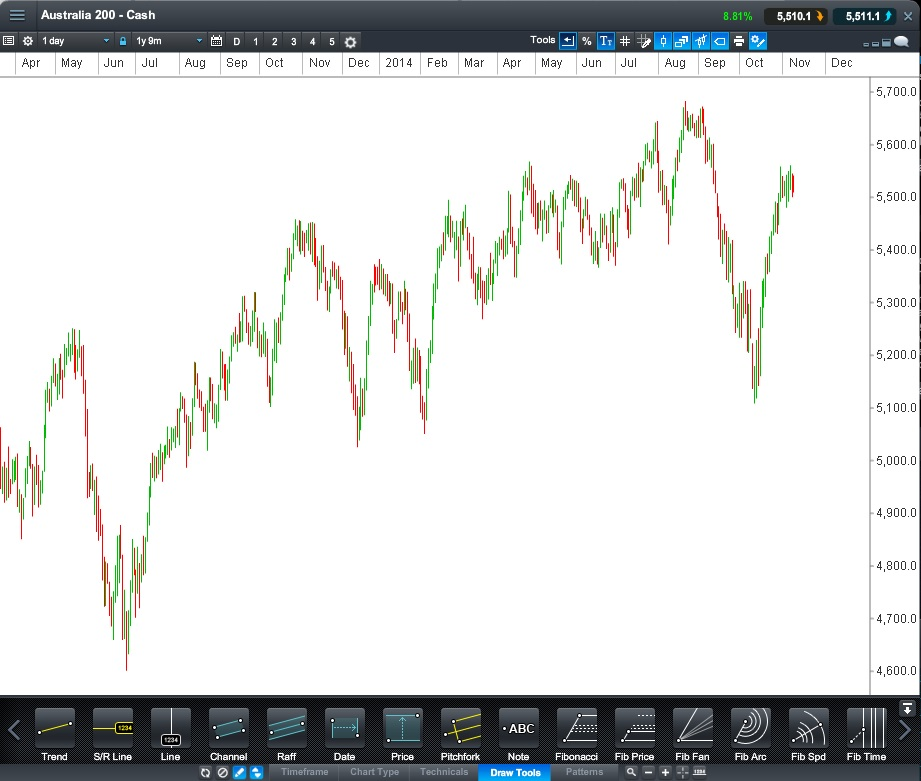 Australia 200 - Cash 8.81% 5,510.1 5,511.1
1 day 1y 9m D 1 2 3 4 5 Tools % Tт
Apr May Jun Jul Aug Sep Oct Nov Dec 2014 Feb Mar Apr May Jun Jul Aug Sep Oct Nov Dec
5,700.0
5,600.0
5,500.0
5,400.0
5,300.0
5,200.0
5,100.0
5,000.0
4,900.0
4,800.0
4,700.0
4,600.0
1234 1234 ABC
Trend S/R Line Line Channel Raff Date Price Pitchfork Note Fibonacci Fib Price Fib Fan Fib Arc Fib Spd Fib Time
Timeframe Chart Type Technicals Draw Tools Patterns